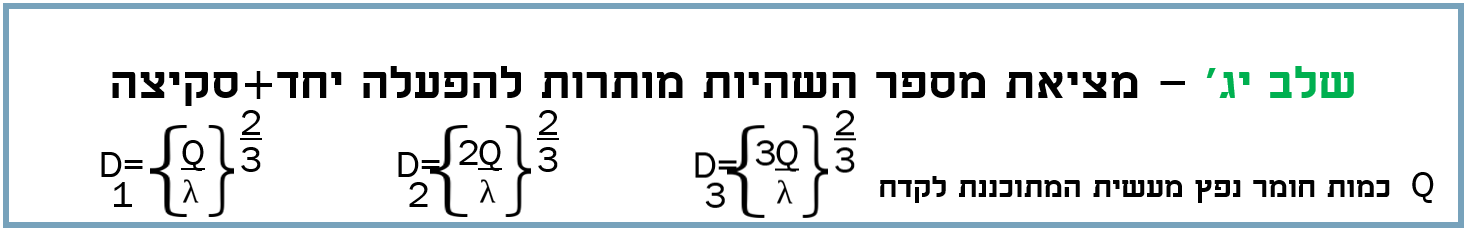 שלב יג׳ - מציאת מספר השהיות מותרות להפעלה יחד+סקיצה
D₁={Q/λ}^(2/3) D₂={2Q/λ}^(2/3) D₃={3Q/λ}^(2/3)
Q כמות חומר נפץ מעשית המתוכננת לקדח